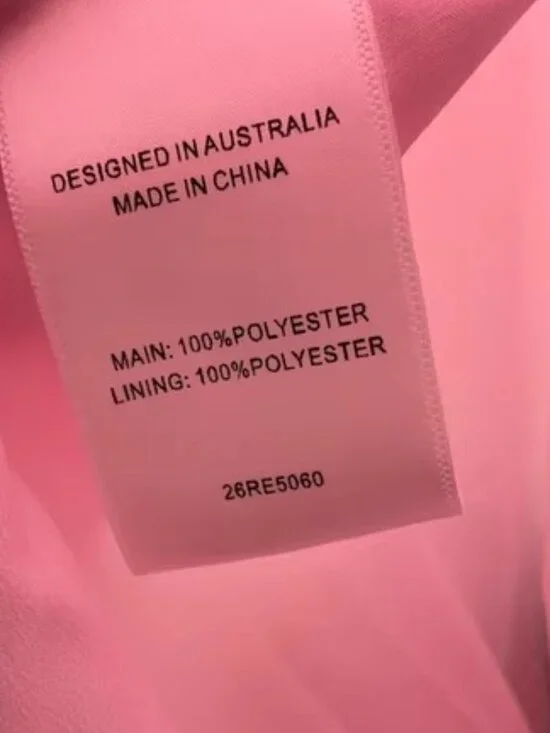 DESIGNED IN AUSTRALIA
MADE IN CHINA
MAIN: 100%POLYESTER
LINING: 100%POLYESTER
26RE5060